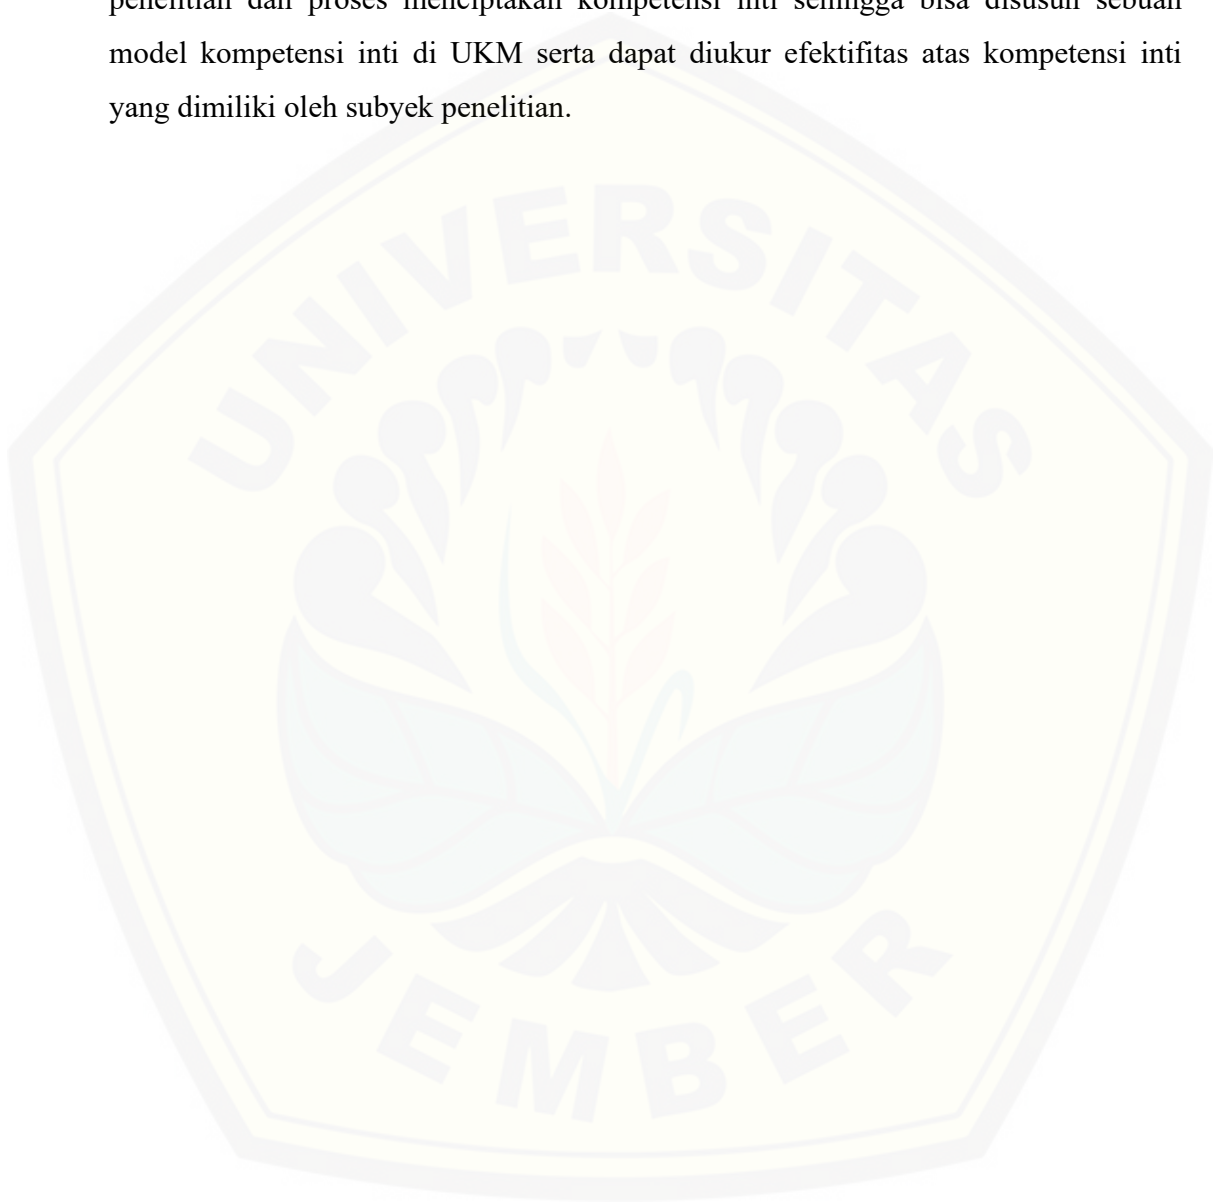 penelitian dan proses menciptakan kompetensi inti sehingga bisa disusun sebuah
model kompetensi inti di UKM serta dapat diukur efektifitas atas kompetensi inti
yang dimiliki oleh subyek penelitian.
UNIVERSITAS
JEMBER